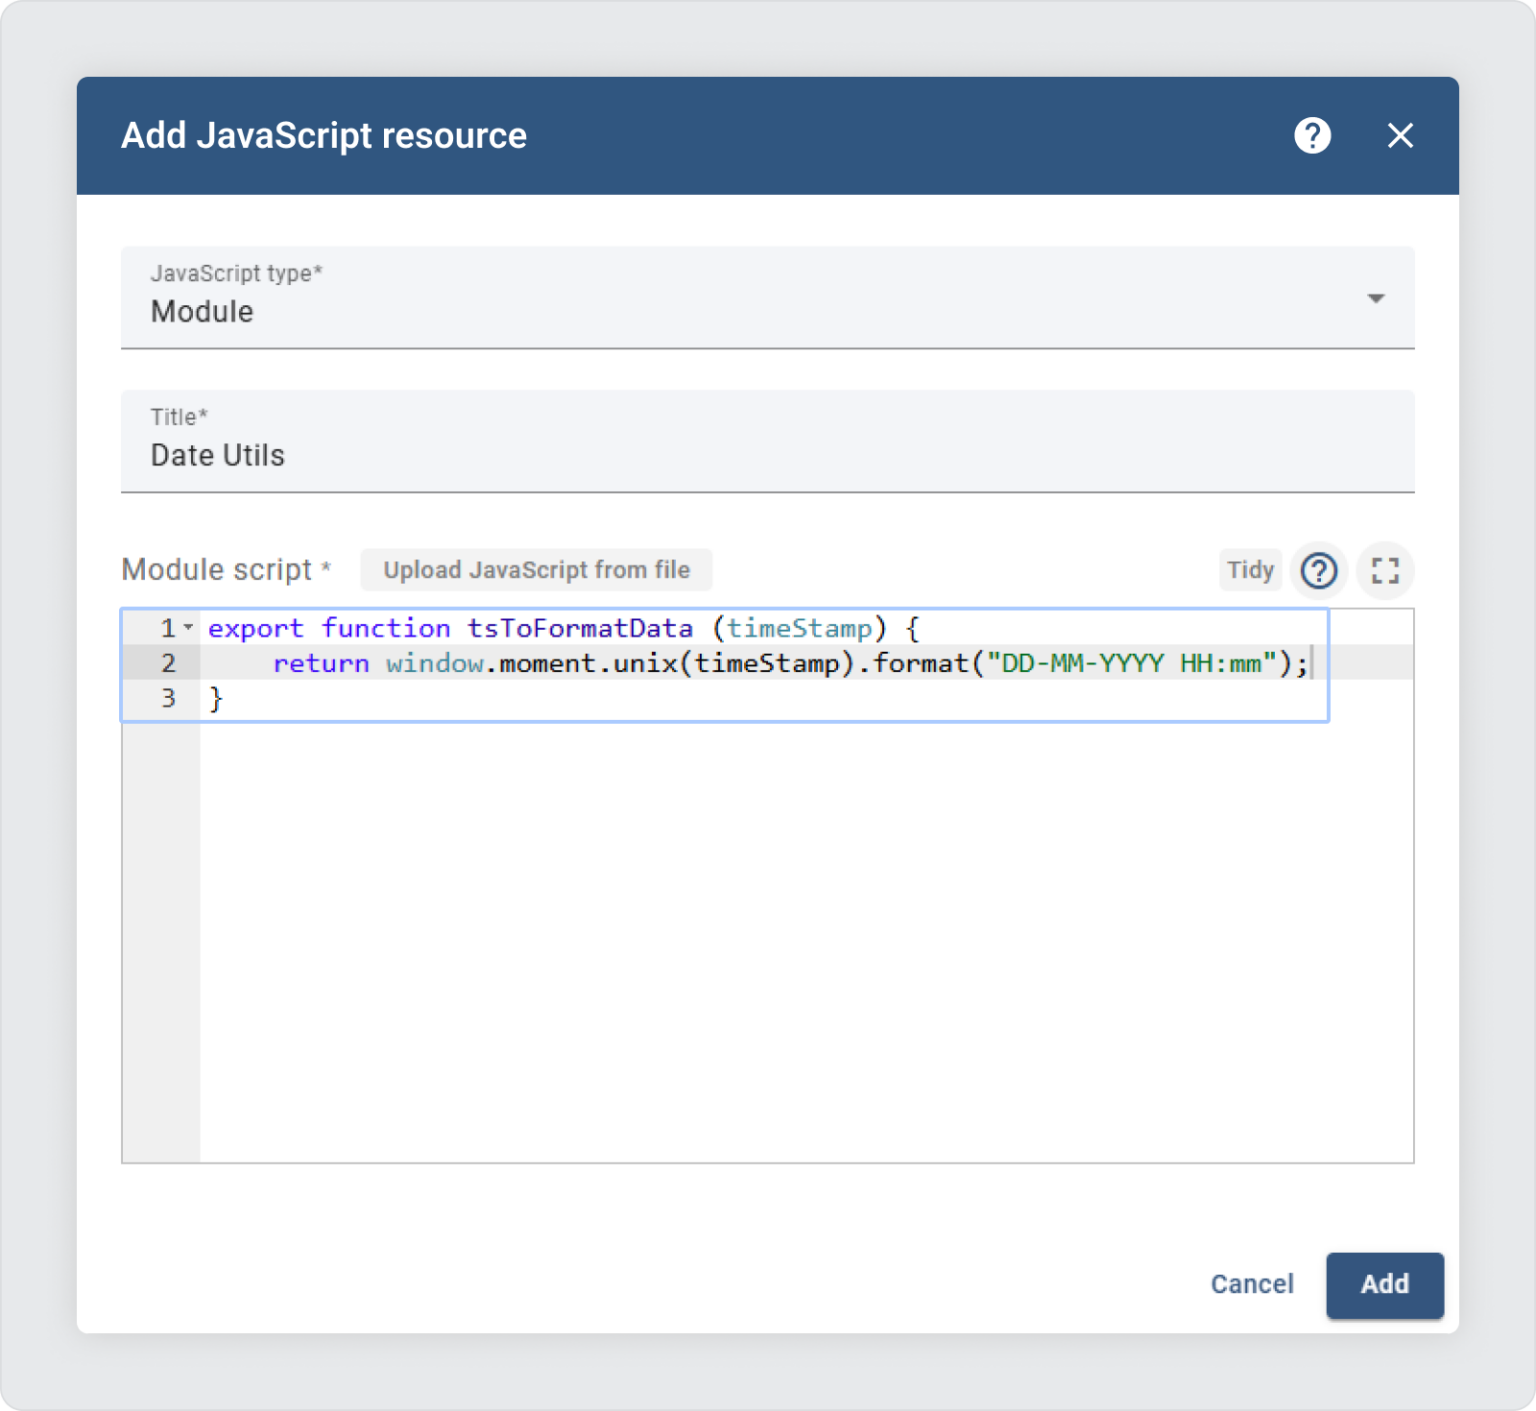 Add JavaScript resource
JavaScript type*
Module
Title*
Date Utils
Module script * Upload JavaScript from file Tidy
1 export function tsToFormatData (timeStamp) {
2     return window.moment.unix(timeStamp).format("DD-MM-YYYY HH:mm");
3 }
Cancel Add